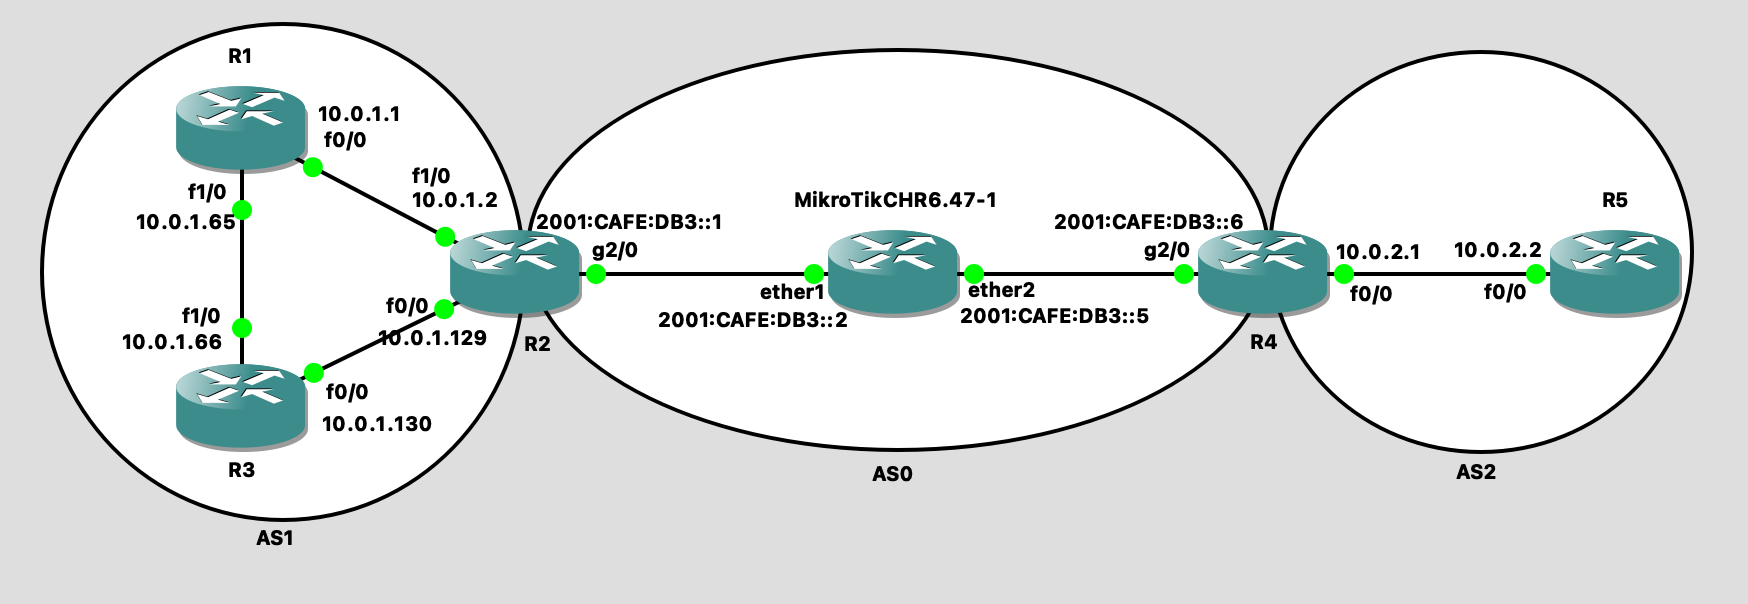 R1
10.0.1.1
f0/0
f1/0
10.0.1.2
f1/0
10.0.1.65
f1/0
10.0.1.66
f0/0
10.0.1.129
f0/0
10.0.1.130
R3
AS1
R2
2001:CAFE:DB3::1
g2/0
MikroTikCHR6.47-1
ether1
2001:CAFE:DB3::2
ether2
2001:CAFE:DB3::5
2001:CAFE:DB3::6
g2/0
AS0
R4
10.0.2.1
f0/0
10.0.2.2
f0/0
R5
AS2